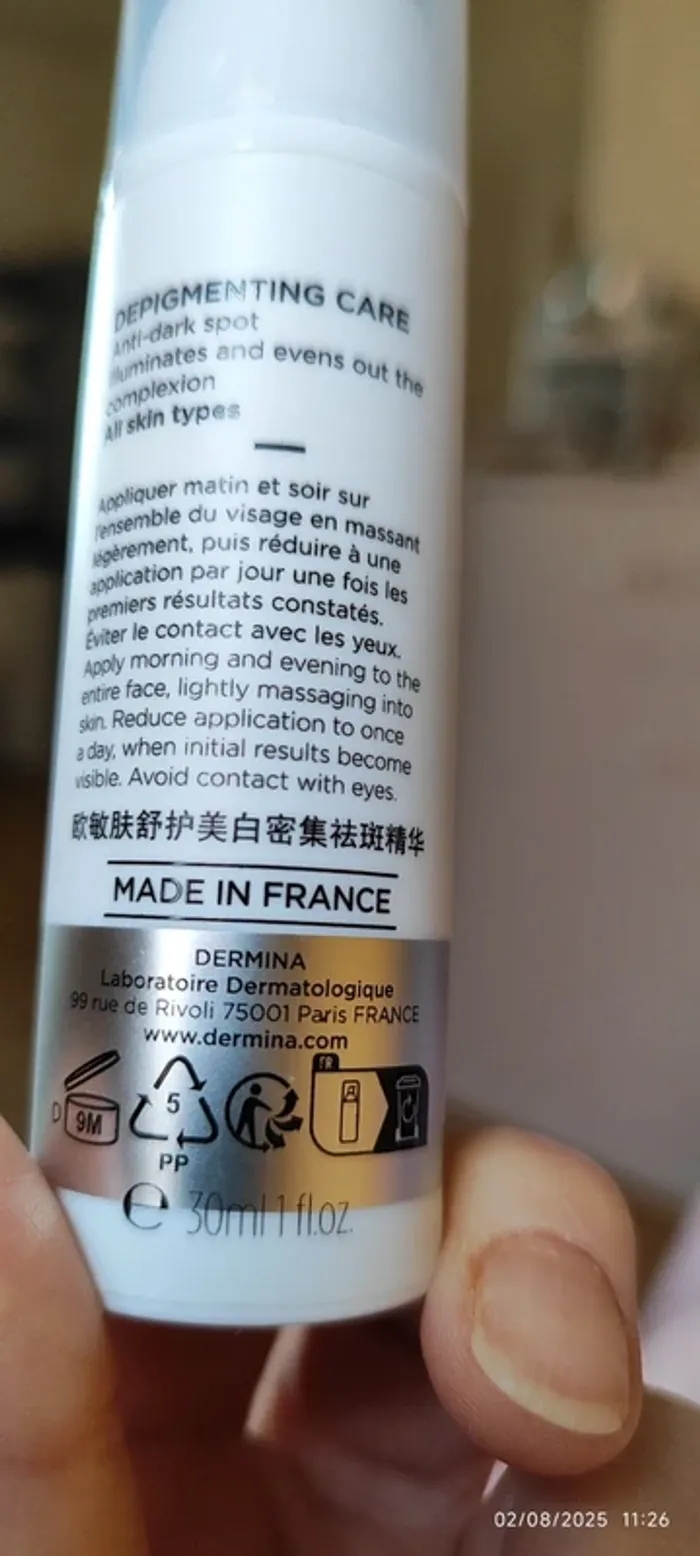 DEPIGMENTING CARE
Anti-dark spot
Illuminates and evens out the
complexion
All skin types
Appliquer matin et soir sur
l'ensemble du visage en massant
légèrement, puis réduire à une
application par jour une fois les
premiers résultats constatés.
Éviter le contact avec les yeux.
Apply morning and evening to the
entire face, lightly massaging into
skin. Reduce application to once
a day, when initial results become
visible. Avoid contact with eyes.
欧敏肤舒护美白密集祛斑精华
MADE IN FRANCE
DERMINA
Laboratoire Dermatologique
99 rue de Rivoli 75001 Paris FRANCE
www.dermina.com
FR
9M
5
PP
e 30ml 1 fl.oz.
02/08/2025 11:26